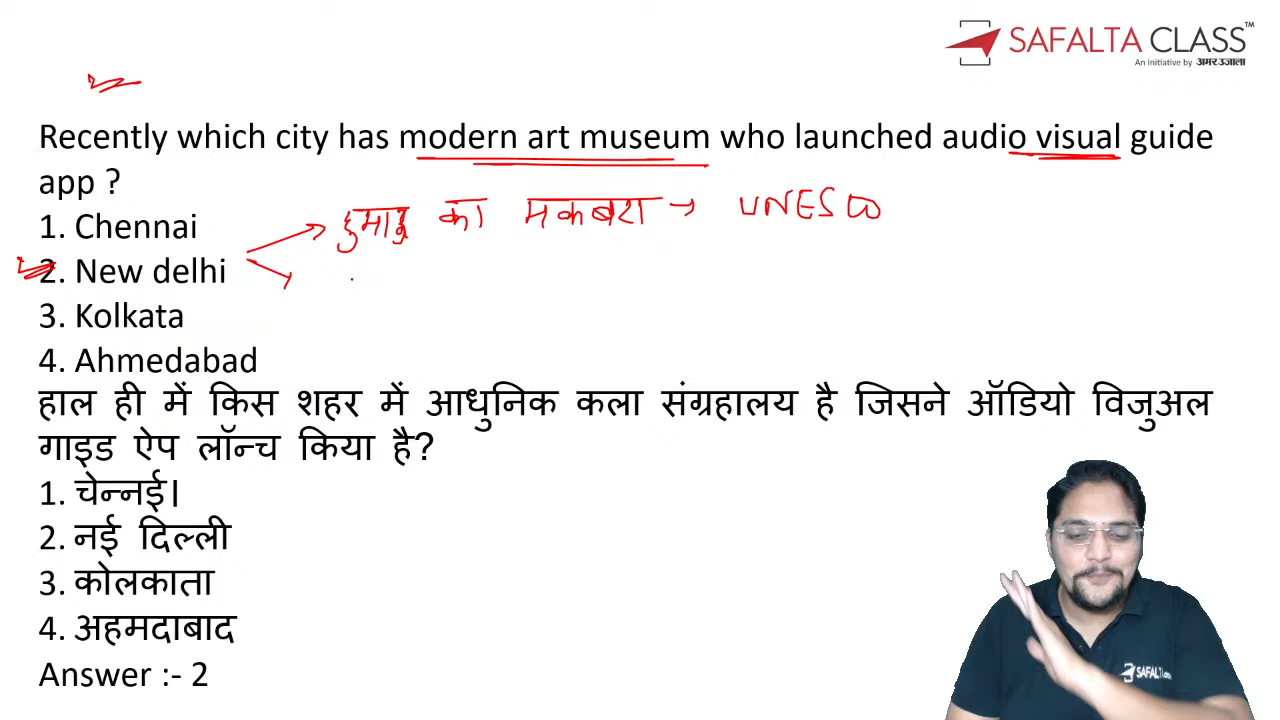 SAFALTA CLASS™
An Initiative by अमर उजाला
Recently which city has modern art museum who launched audio visual guide
app ?
1. Chennai
हुमायू का मकबरा → UNESCO
2. New delhi
3. Kolkata
4. Ahmedabad
हाल ही में किस शहर में आधुनिक कला संग्रहालय है जिसने ऑडियो विजुअल
गाइड ऐप लॉन्च किया है?
1. चेन्नई।
2. नई दिल्ली
3. कोलकाता
4. अहमदाबाद
Answer :- 2
SAFALTA